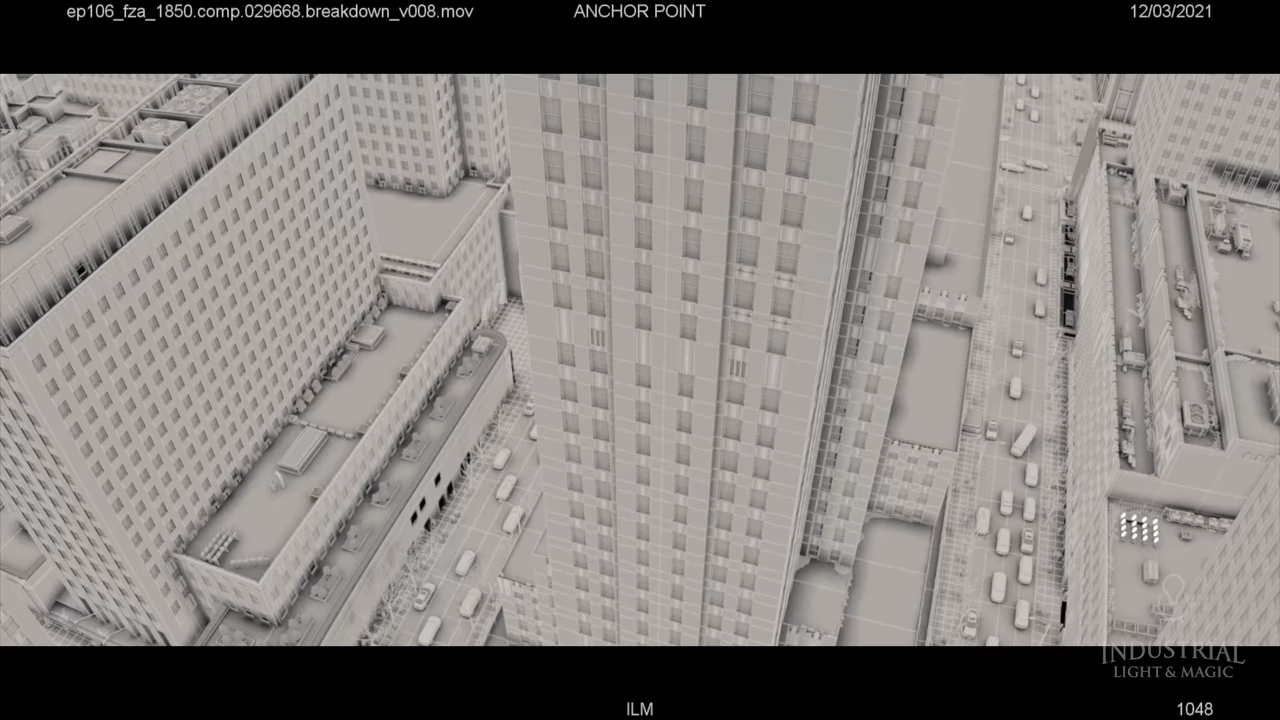 ep106_fza_1850.comp.029668.breakdown_v008.mov
ANCHOR POINT
12/03/2021
INDUSTRIAL
LIGHT & MAGIC
ILM
1048